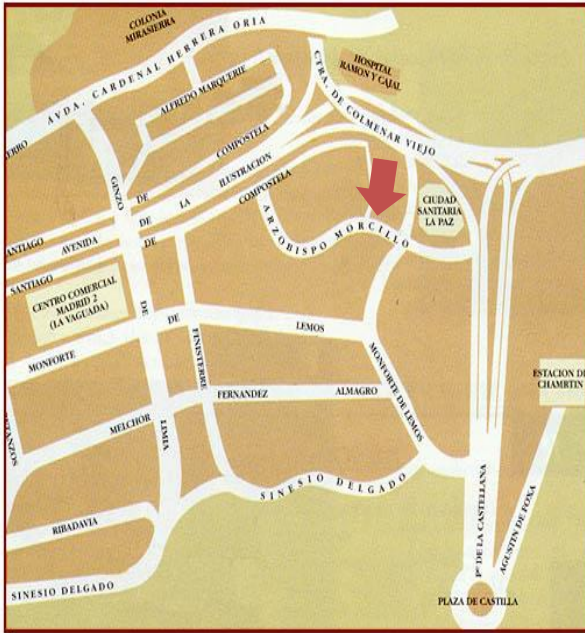 COLONIA
MIRASIERRA
AVDA. CARDENAL HERRERA ORIA
HOSPITAL
RAMON Y CAJAL
CTRA. DE COLMENAR VIEJO
ALFREDO MARQUERIE
SANTIAGO DE COMPOSTELA
AVENIDA DE LA ILUSTRACION
SANTIAGO DE COMPOSTELA
GINZO DE LIMIA
CIUDAD
SANITARIA
LA PAZ
ARZOBISPO MORCILLO
CENTRO COMERCIAL
MADRID 2
(LA VAGUADA)
MONFORTE DE LEMOS
FINISTERRE
MONFORTE DE LEMOS
ESTACION DE
CHAMRTIN
MELCHOR FERNANDEZ ALMAGRO
SINESIO DELGADO
RIBADAVIA
SINESIO DELGADO
Pº DE LA CASTELLANA
AGUSTIN DE FOXA
PLAZA DE CASTILLA